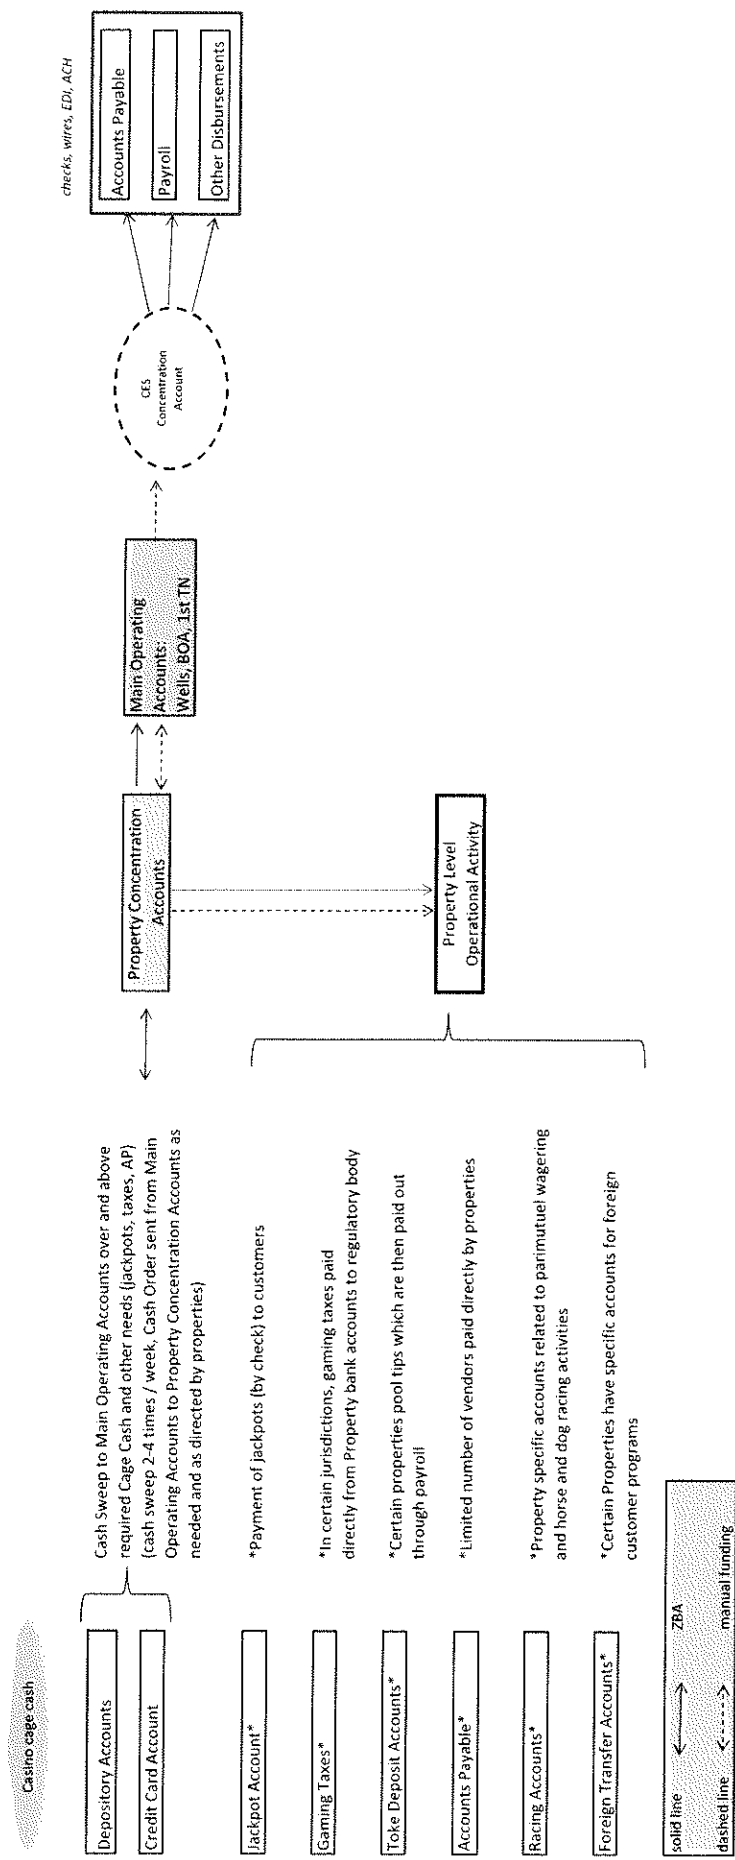 Casino cage cash
Depository Accounts
Credit Card Account
Cash Sweep to Main Operating Accounts over and above
required Cage Cash and other needs (jackpots, taxes, AP)
(cash sweep 2-4 times / week, Cash Order sent from Main
Operating Accounts to Property Concentration Accounts as
needed and as directed by properties)
Jackpot Account*
*Payment of jackpots (by check) to customers
Gaming Taxes*
*In certain jurisdictions, gaming taxes paid
directly from Property bank accounts to regulatory body
Toke Deposit Accounts*
*Certain properties pool tips which are then paid out
through payroll
Accounts Payable*
*Limited number of vendors paid directly by properties
Racing Accounts*
*Property specific accounts related to parimutuel wagering
and horse and dog racing activities
Foreign Transfer Accounts*
*Certain Properties have specific accounts for foreign
customer programs
solid line
ZBA
dashed line
manual funding
Property Concentration
Accounts
Property Level
Operational Activity
Main Operating
Accounts:
Wells, BOA, 1st TN
CES
Concentration
Account
checks, wires, EDI, ACH
Accounts Payable
Payroll
Other Disbursements